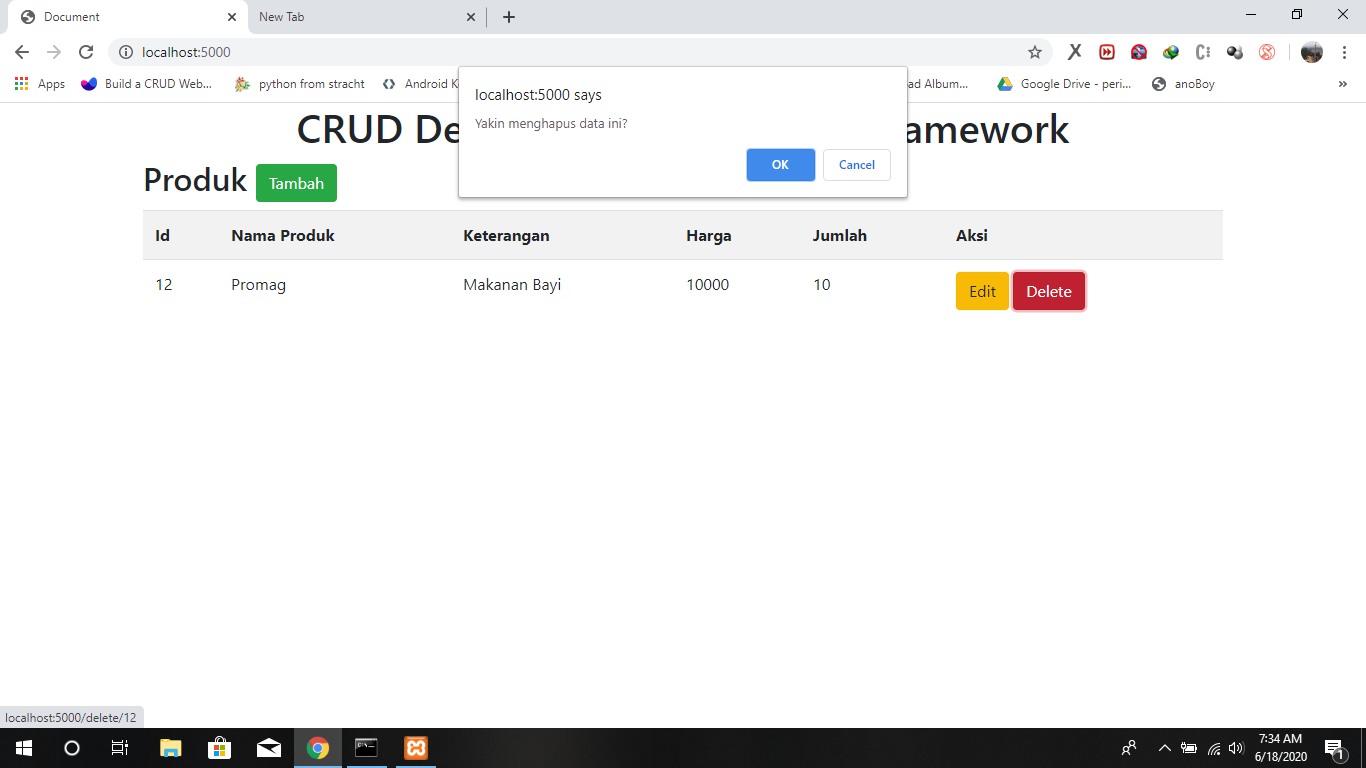 Document
New Tab
localhost:5000
Apps
Build a CRUD Web...
python from stracht
Android K
ad Album...
Google Drive - peri...
anoBoy
localhost:5000 says
Yakin menghapus data ini?
OK
Cancel
CRUD De
amework
Produk
Tambah
Id Nama Produk Keterangan Harga Jumlah Aksi
12 Promag Makanan Bayi 10000 10 Edit Delete
localhost:5000/delete/12
7:34 AM
6/18/2020
1